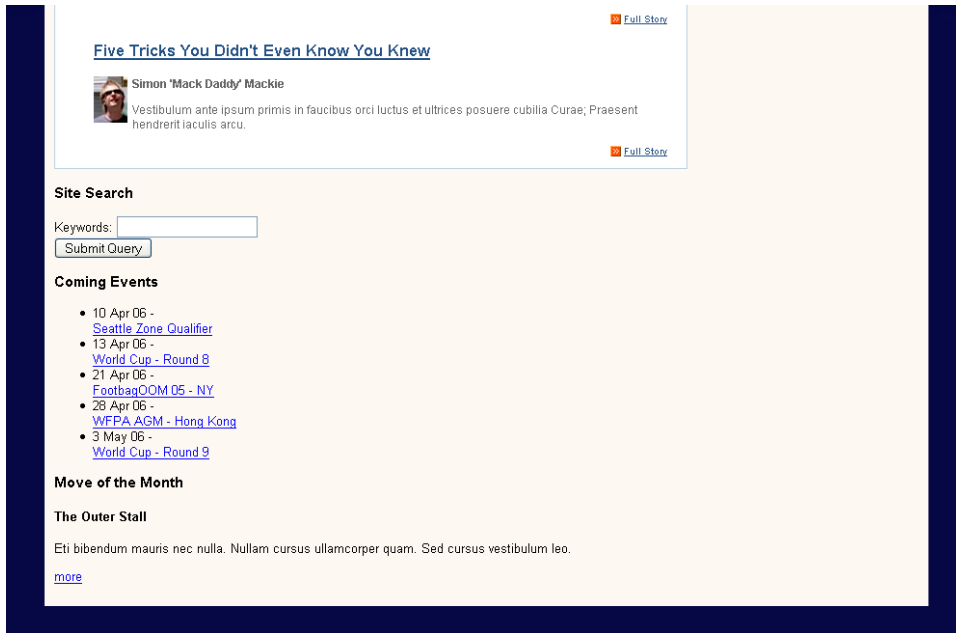 Full Story
Five Tricks You Didn't Even Know You Knew
Simon 'Mack Daddy' Mackie
Vestibulum ante ipsum primis in faucibus orci luctus et ultrices posuere cubilia Curae; Praesent
hendrerit iaculis arcu.
Full Story
Site Search
Keywords:
Submit Query
Coming Events
10 Apr 06 -
Seattle Zone Qualifier
13 Apr 06 -
World Cup - Round 8
21 Apr 06 -
FootbagOOM 05 - NY
28 Apr 06 -
WFPA AGM - Hong Kong
3 May 06 -
World Cup - Round 9
Move of the Month
The Outer Stall
Eti bibendum mauris nec nulla. Nullam cursus ullamcorper quam. Sed cursus vestibulum leo.
more